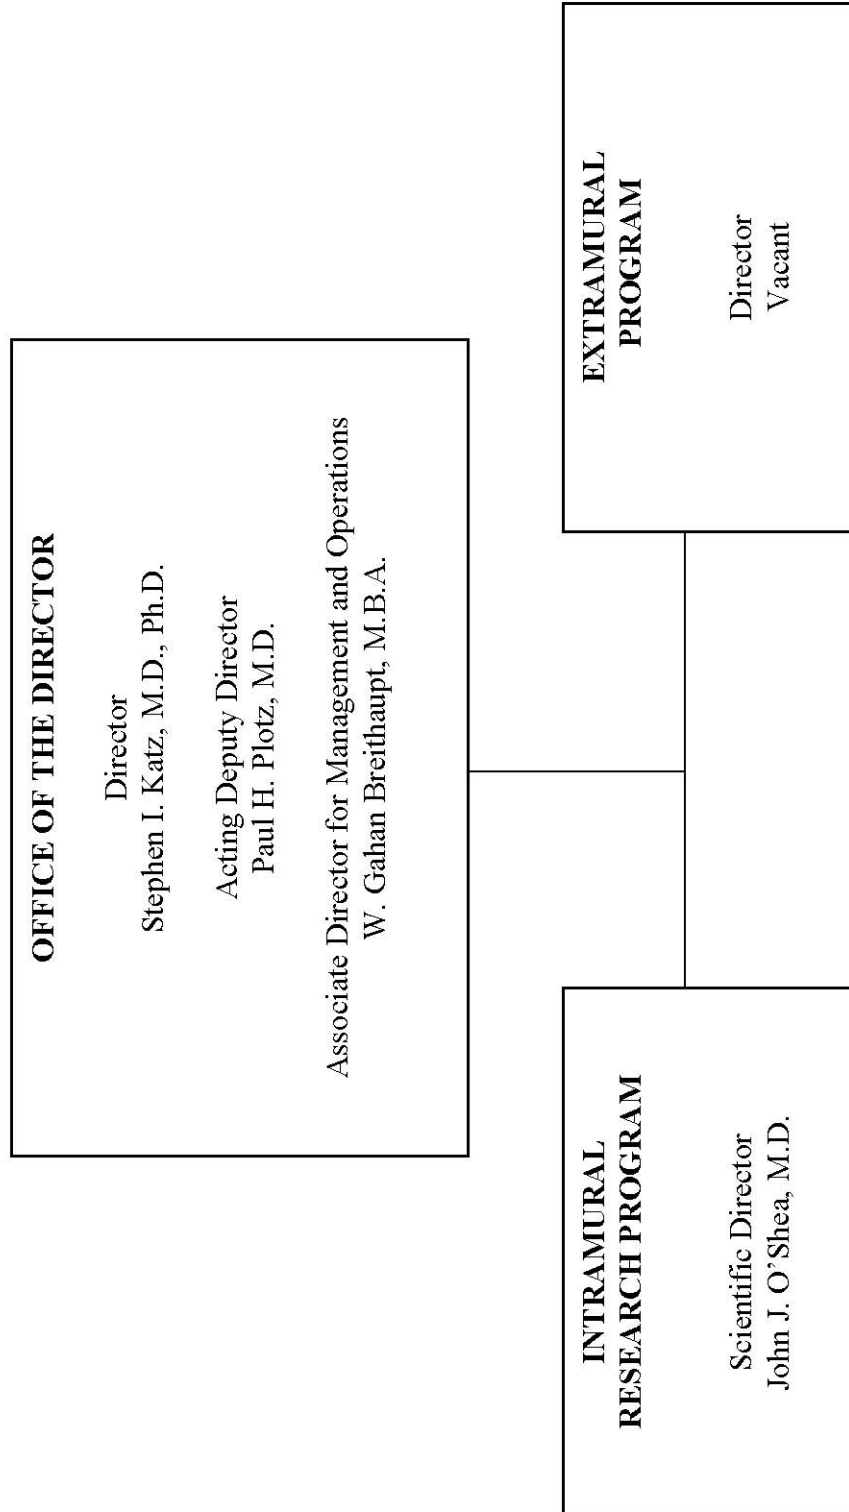 OFFICE OF THE DIRECTOR
Director
Stephen I. Katz, M.D., Ph.D.
Acting Deputy Director
Paul H. Plotz, M.D.
Associate Director for Management and Operations
W. Gahan Breithaupt, M.B.A.
INTRAMURAL
RESEARCH PROGRAM
Scientific Director
John J. O’Shea, M.D.
EXTRAMURAL
PROGRAM
Director
Vacant